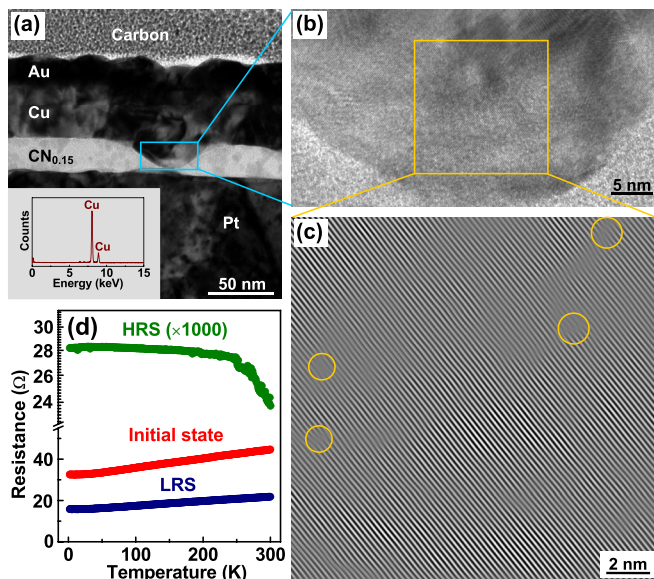 (a)
Carbon
Au
Cu
CN0.15
Pt
50 nm
Counts
Cu
Cu
0 5 10 15
Energy (keV)
(b)
5 nm
(c)
2 nm
(d)
HRS (×1000)
Initial state
LRS
30
28
26
24
40
20
0
Resistance (Ω)
0 100 200 300
Temperature (K)